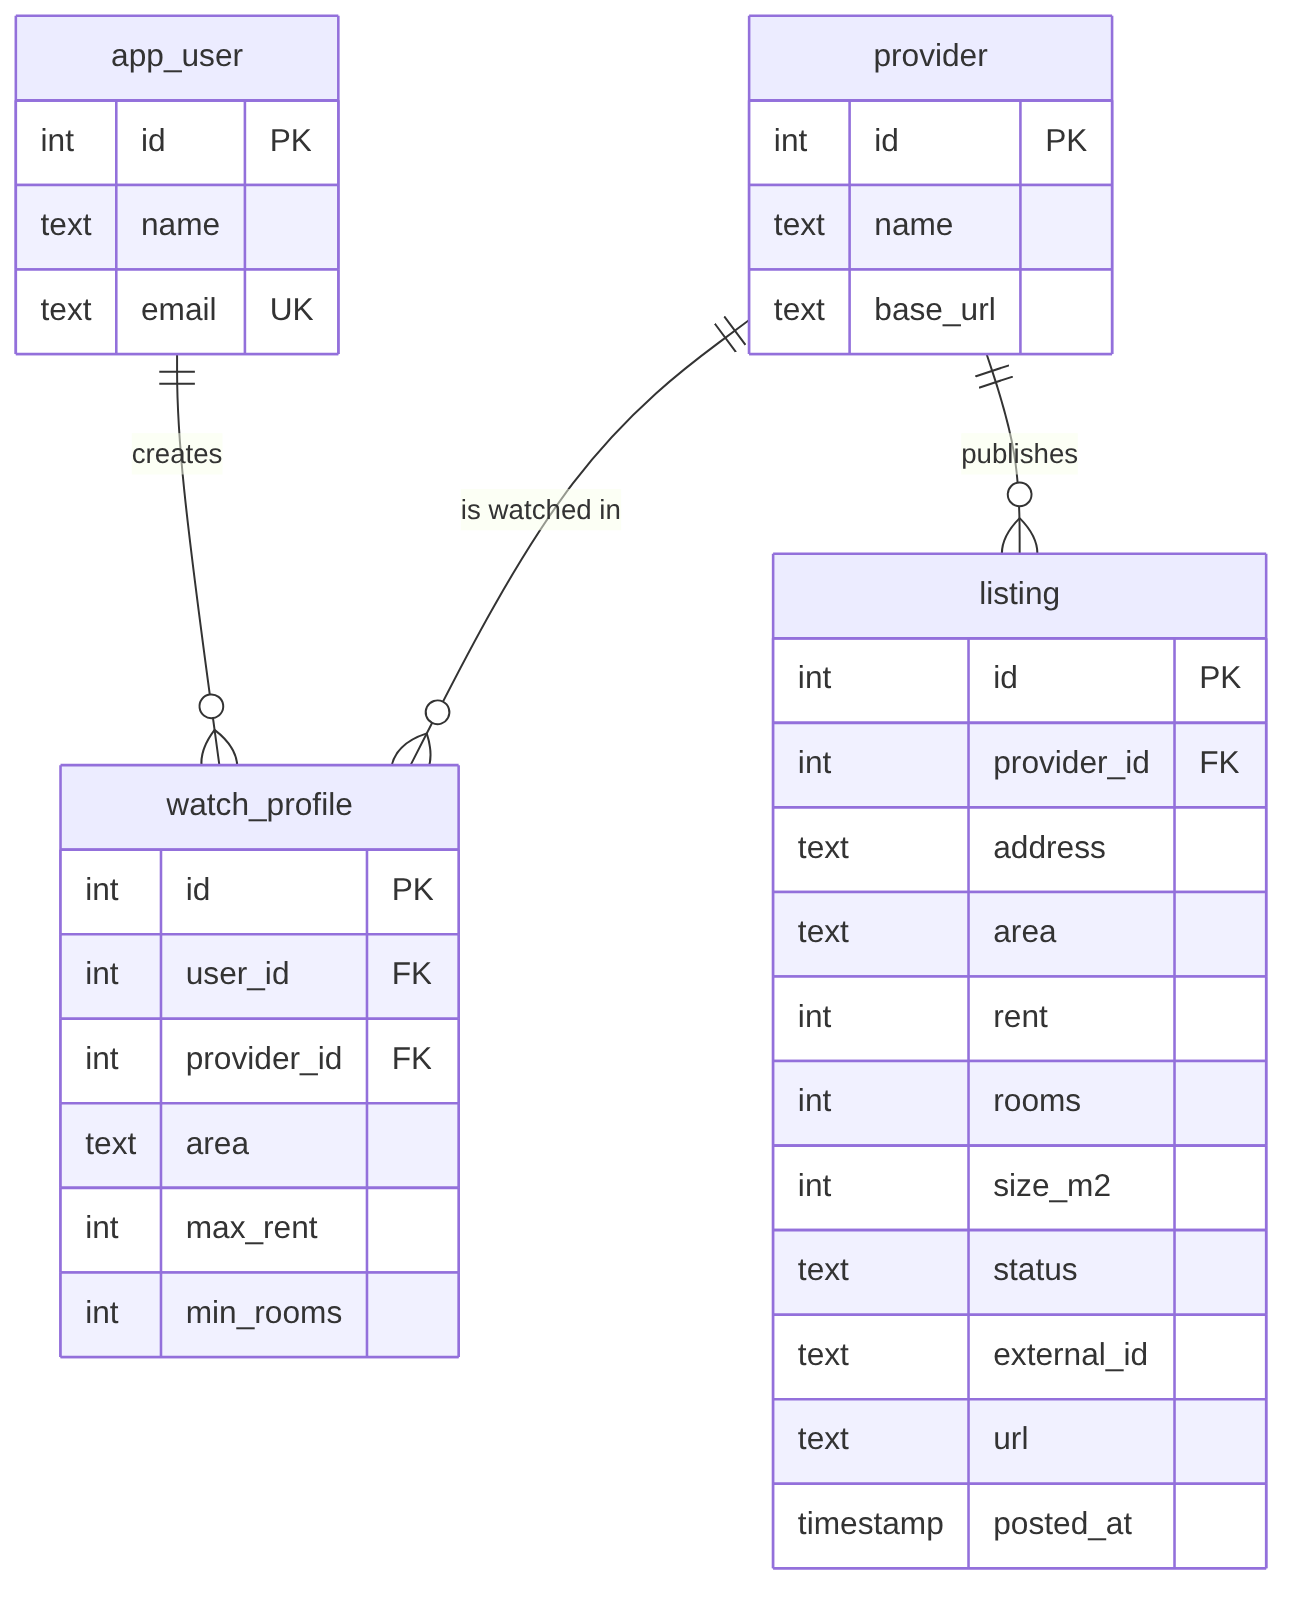 app_user
int id PK
text name
text email UK
provider
int id PK
text name
text base_url
creates
is watched in
publishes
watch_profile
int id PK
int user_id FK
int provider_id FK
text area
int max_rent
int min_rooms
listing
int id PK
int provider_id FK
text address
text area
int rent
int rooms
int size_m2
text status
text external_id
text url
timestamp posted_at